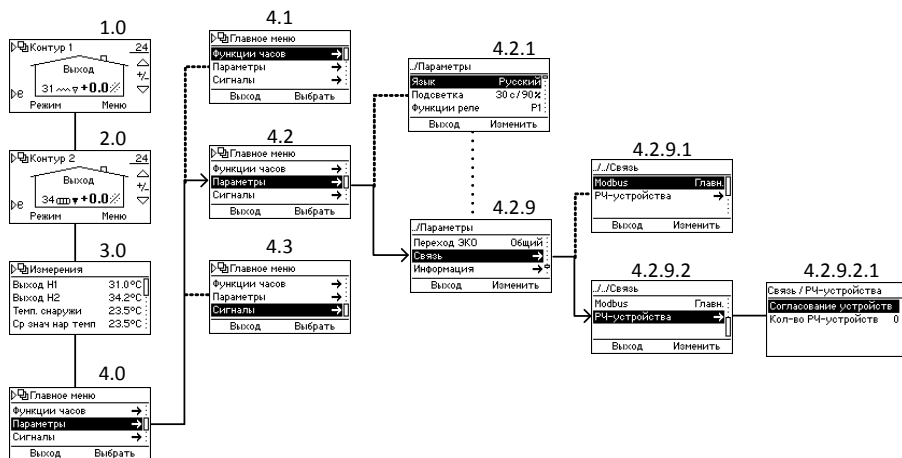 1.0
Контур 1 24
Выход
31 +0.0
+/-
Режим Меню
2.0
Контур 2 24
Выход
34 +0.0
+/-
Режим Меню
3.0
Измерения
Выход H1 31.0°C
Выход H2 34.2°C
Темп. снаружи 23.5°C
Ср знач нар темп 23.5°C
4.0
Главное меню
Функции часов
Параметры
Сигналы
Выход Выбрать
4.1
Главное меню
Функции часов
Параметры
Сигналы
Выход Выбрать
4.2
Главное меню
Функции часов
Параметры
Сигналы
Выход Выбрать
4.3
Главное меню
Функции часов
Параметры
Сигналы
Выход Выбрать
4.2.1
../Параметры
Язык Русский
Подсветка 30 с/90%
Функции реле P1
Выход Изменить
4.2.9
../Параметры
Переход ЭКО Общий
Связь
Информация
Выход Изменить
4.2.9.1
../../Связь
Modbus Главн.
РЧ-устройства
Выход Изменить
4.2.9.2
../../Связь
Modbus Главн.
РЧ-устройства
Выход Изменить
4.2.9.2.1
Связь / РЧ-устройства
Согласование устройств
Кол-во РЧ-устройств 0